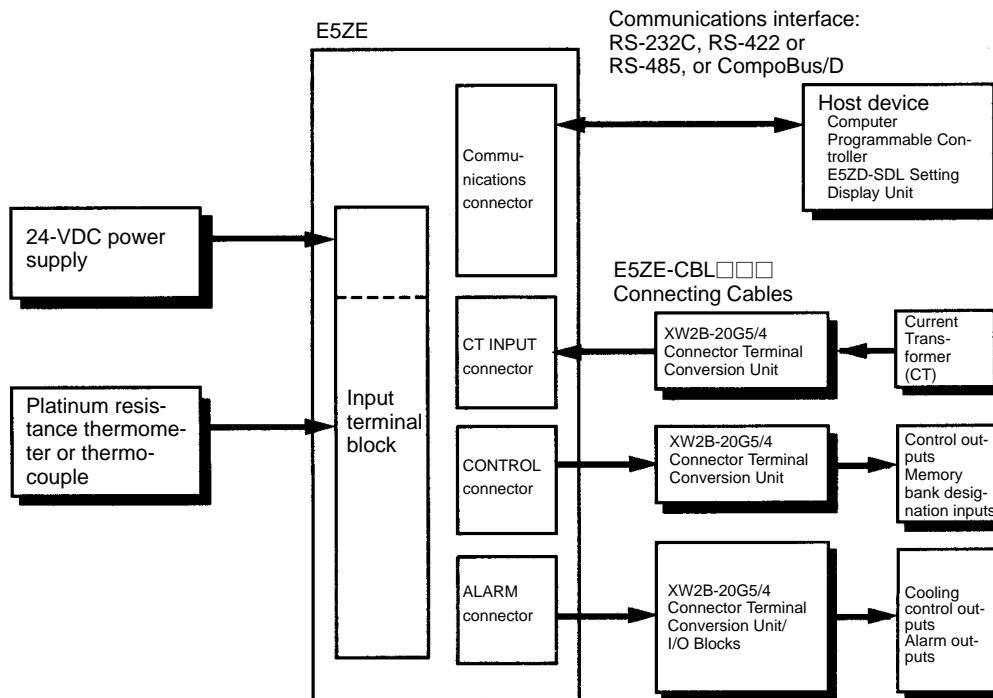 E5ZE
Communications interface:
RS-232C, RS-422 or
RS-485, or CompoBus/D
Host device
Computer
Programmable Con-
troller
E5ZD-SDL Setting
Display Unit
Commu-
nications
connector
24-VDC power
supply
E5ZE-CBL□□□
Connecting Cables
CT INPUT
connector
XW2B-20G5/4
Connector Terminal
Conversion Unit
Current
Trans-
former
(CT)
Platinum resis-
tance thermome-
ter or thermo-
couple
Input
terminal
block
CONTROL
connector
XW2B-20G5/4
Connector Terminal
Conversion Unit
Control out-
puts
Memory
bank desig-
nation inputs
ALARM
connector
XW2B-20G5/4
Connector Terminal
Conversion Unit/
I/O Blocks
Cooling
control out-
puts
Alarm out-
puts